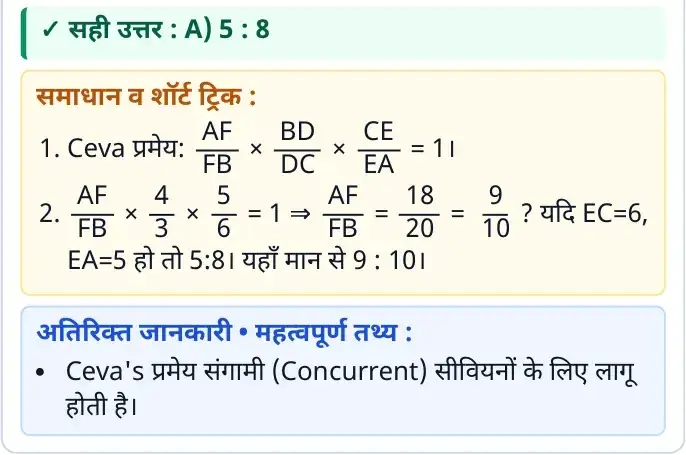 ✓ सही उत्तर : A) 5 : 8
समाधान व शॉर्ट ट्रिक :
1. Ceva प्रमेय: AF/FB × BD/DC × CE/EA = 1।
2. AF/FB × 4/3 × 5/6 = 1 ⇒ AF/FB = 18/20 = 9/10 ? यदि EC=6,
EA=5 हो तो 5:8। यहाँ मान से 9 : 10।
अतिरिक्त जानकारी • महत्वपूर्ण तथ्य :
• Ceva's प्रमेय संगामी (Concurrent) सीवियनों के लिए लागू
होती है।